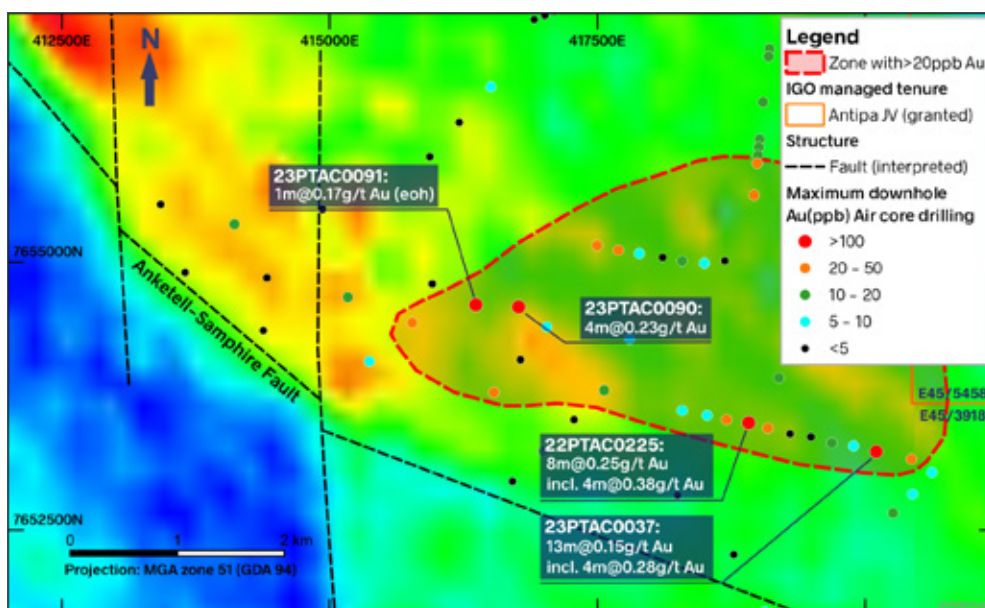 412500E
415000E
417500E
N
7655000N
7652500N
23PTAC0091:
1m@0.17g/t Au (eoh)
23PTAC0090:
4m@0.23g/t Au
Anketell-Samphire Fault
22PTAC0225:
8m@0.25g/t Au
incl. 4m@0.38g/t Au
23PTAC0037:
13m@0.15g/t Au
incl. 4m@0.28g/t Au
0 1 2 km
Projection: MGA zone 51 (GDA 94)
Legend
Zone with>20ppb Au
IGO managed tenure
Antipa JV (granted)
Structure
Fault (interpreted)
Maximum downhole
Au(ppb) Air core drilling
>100
20 - 50
10 - 20
5 - 10
<5
E45/5458
E45/3918